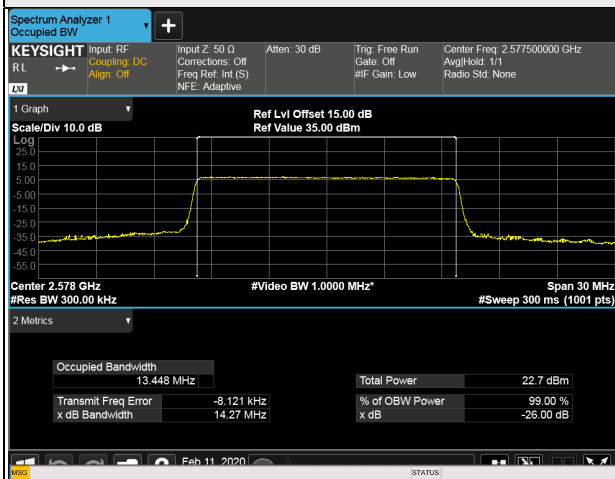 Spectrum Analyzer 1
Occupied BW
+
KEYSIGHT Input: RF Input Z: 50 Ω Atten: 30 dB Trig: Free Run Center Freq: 2.577500000 GHz
RL Coupling: DC Corrections: Off Gate: Off Avg|Hold: 1/1
Align: Off Freq Ref: Int (S) #IF Gain: Low Radio Std: None
LXI NFE: Adaptive
1 Graph Ref Lvl Offset 15.00 dB
Scale/Div 10.0 dB Ref Value 35.00 dBm
Log
25.0
15.0
5.00
-5.00
-15.0
-25.0
-35.0
-45.0
-55.0
Center 2.578 GHz #Video BW 1.0000 MHz* Span 30 MHz
#Res BW 300.00 kHz #Sweep 300 ms (1001 pts)
2 Metrics
Occupied Bandwidth
13.448 MHz Total Power 22.7 dBm
Transmit Freq Error -8.121 kHz % of OBW Power 99.00 %
x dB Bandwidth 14.27 MHz x dB -26.00 dB
Feb 11, 2020
MSG STATUS